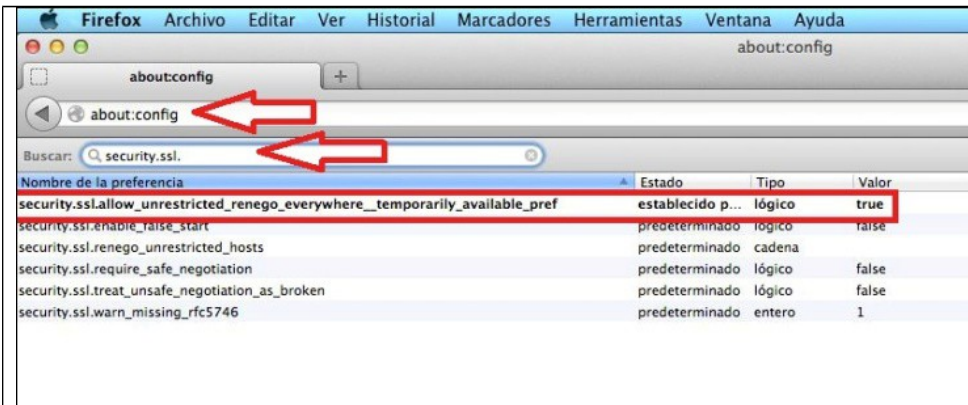 Firefox Archivo Editar Ver Historial Marcadores Herramientas Ventana Ayuda
about:config
about:config
about:config
Buscar: security.ssl.
Nombre de la preferencia Estado Tipo Valor
security.ssl.allow_unrestricted_renego_everywhere__temporarily_available_pref establecido p... lógico true
security.ssl.enable_false_start predeterminado lógico false
security.ssl.renego_unrestricted_hosts predeterminado cadena
security.ssl.require_safe_negotiation predeterminado lógico false
security.ssl.treat_unsafe_negotiation_as_broken predeterminado lógico false
security.ssl.warn_missing_rfc5746 predeterminado entero 1